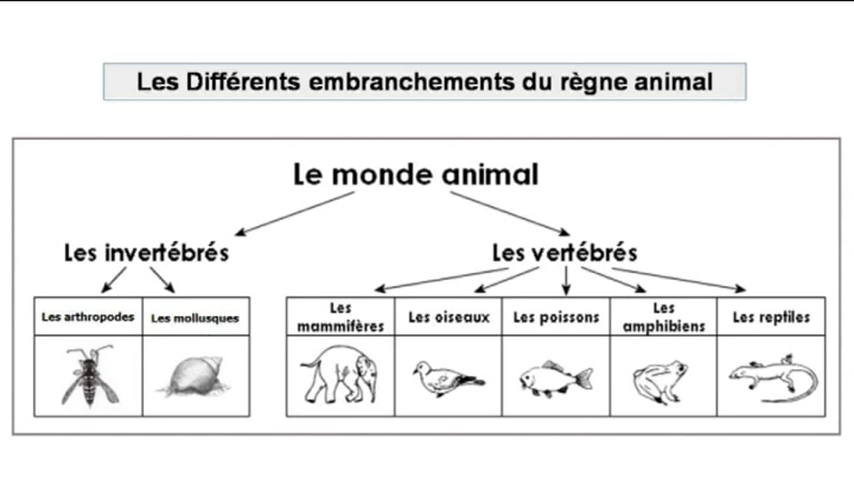 Les Différents embranchements du règne animal
Le monde animal
Les invertébrés
Les vertébrés
Les arthropodes
Les mollusques
Les mammifères
Les oiseaux
Les poissons
Les amphibiens
Les reptiles